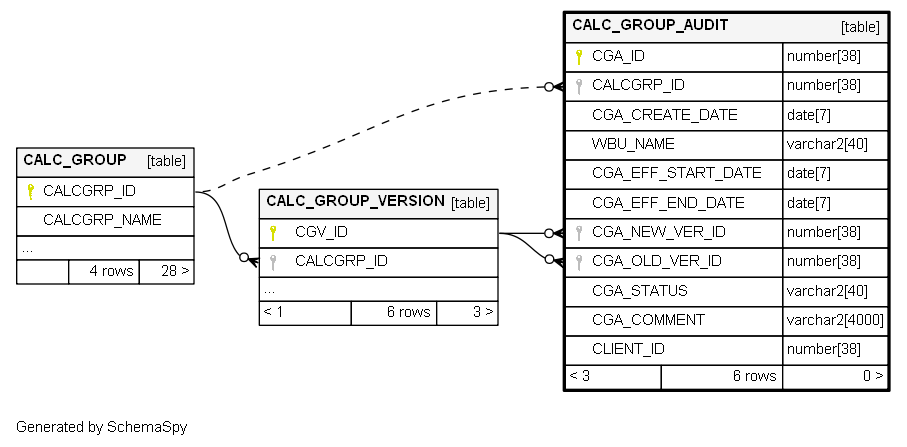 CALC_GROUP_AUDIT [table]
CGA_ID number[38]
CALCGRP_ID number[38]
CGA_CREATE_DATE date[7]
WBU_NAME varchar2[40]
CGA_EFF_START_DATE date[7]
CGA_EFF_END_DATE date[7]
CGA_NEW_VER_ID number[38]
CGA_OLD_VER_ID number[38]
CGA_STATUS varchar2[40]
CGA_COMMENT varchar2[4000]
CLIENT_ID number[38]
< 3 6 rows 0 >
CALC_GROUP [table]
CALCGRP_ID
CALCGRP_NAME
...
4 rows 28 >
CALC_GROUP_VERSION [table]
CGV_ID
CALCGRP_ID
...
< 1 6 rows 3 >
Generated by SchemaSpy